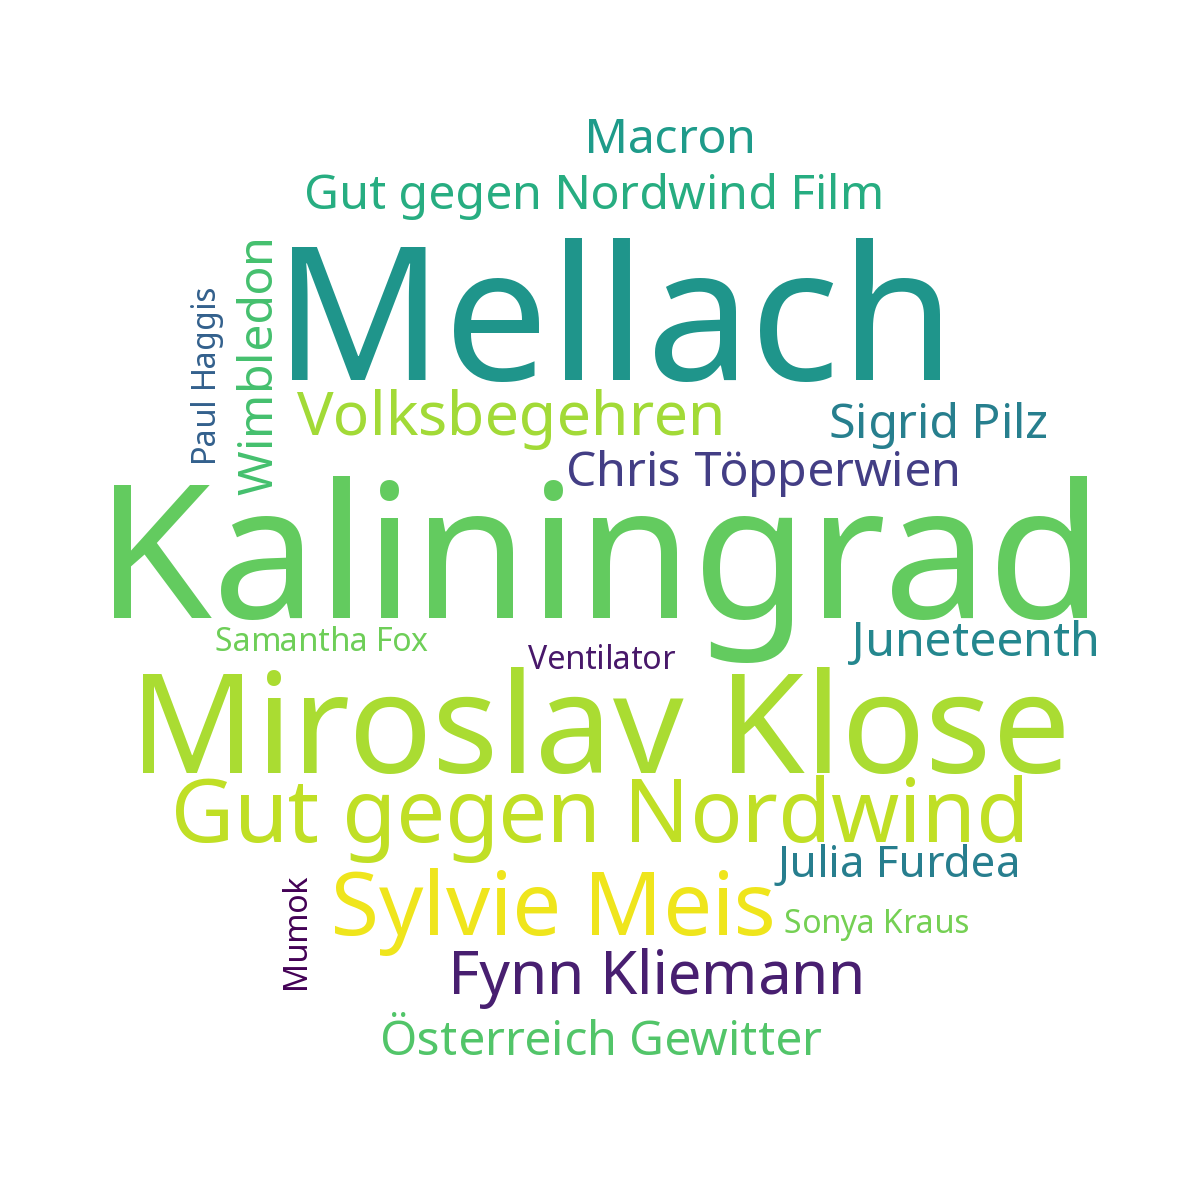 Macron
Gut gegen Nordwind Film
Mellach
Wimbledon
Paul Haggis
Volksbegehren
Sigrid Pilz
Chris Töpperwien
Kaliningrad
Samantha Fox
Ventilator
Juneteenth
Miroslav Klose
Gut gegen Nordwind
Julia Furdea
Sylvie Meis
Sonya Kraus
Mumok
Fynn Kliemann
Österreich Gewitter